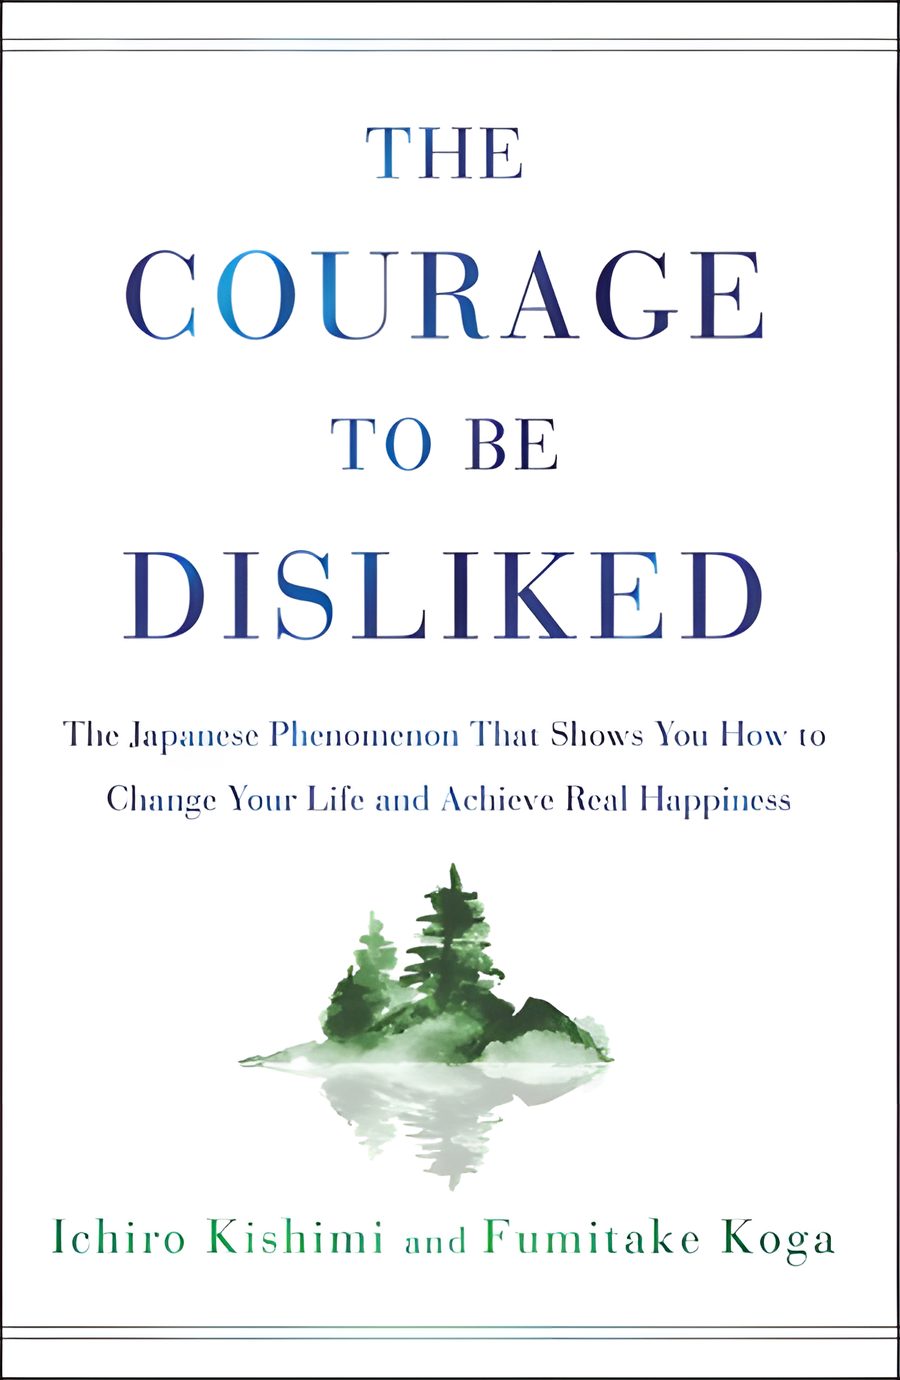 THE
COURAGE
TO BE
DISLIKED
The Japanese Phenomenon That Shows You How to
Change Your Life and Achieve Real Happiness
Ichiro Kishimi and Fumitake Koga